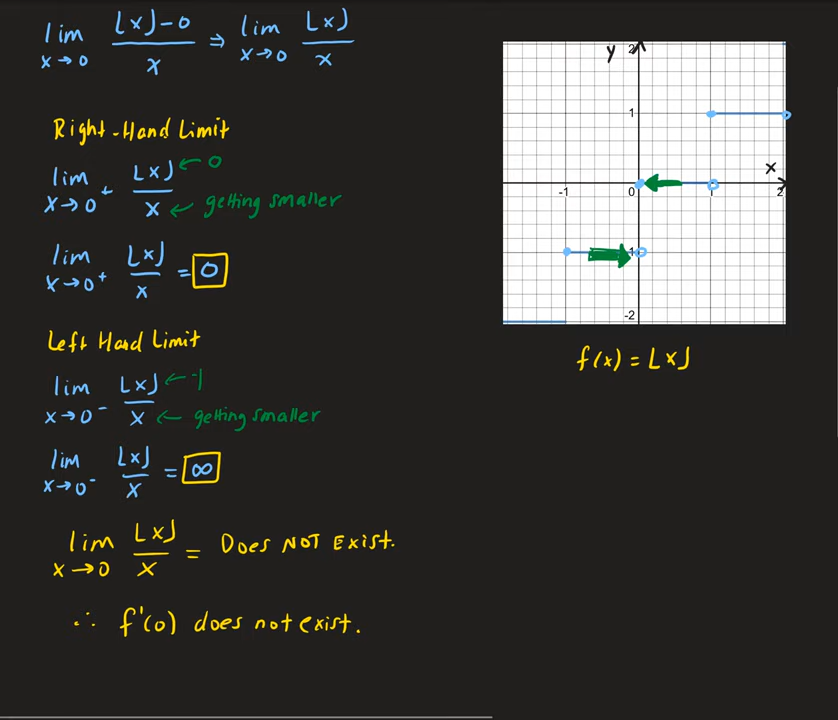 lim x→0 ⌊x⌋-0 / x ⇒ lim x→0 ⌊x⌋ / x
Right-Hand Limit
lim x→0⁺ ⌊x⌋ / x ← 0
← getting smaller
lim x→0⁺ ⌊x⌋ / x = 0
Left Hand Limit
lim x→0⁻ ⌊x⌋ / x ← -1
← getting smaller
lim x→0⁻ ⌊x⌋ / x = ∞
lim x→0 ⌊x⌋ / x = Does NOT Exist.
∴ f'(0) does not exist.
y 2
1
x
-1 0 1 2
-1
-2
f(x) = ⌊x⌋